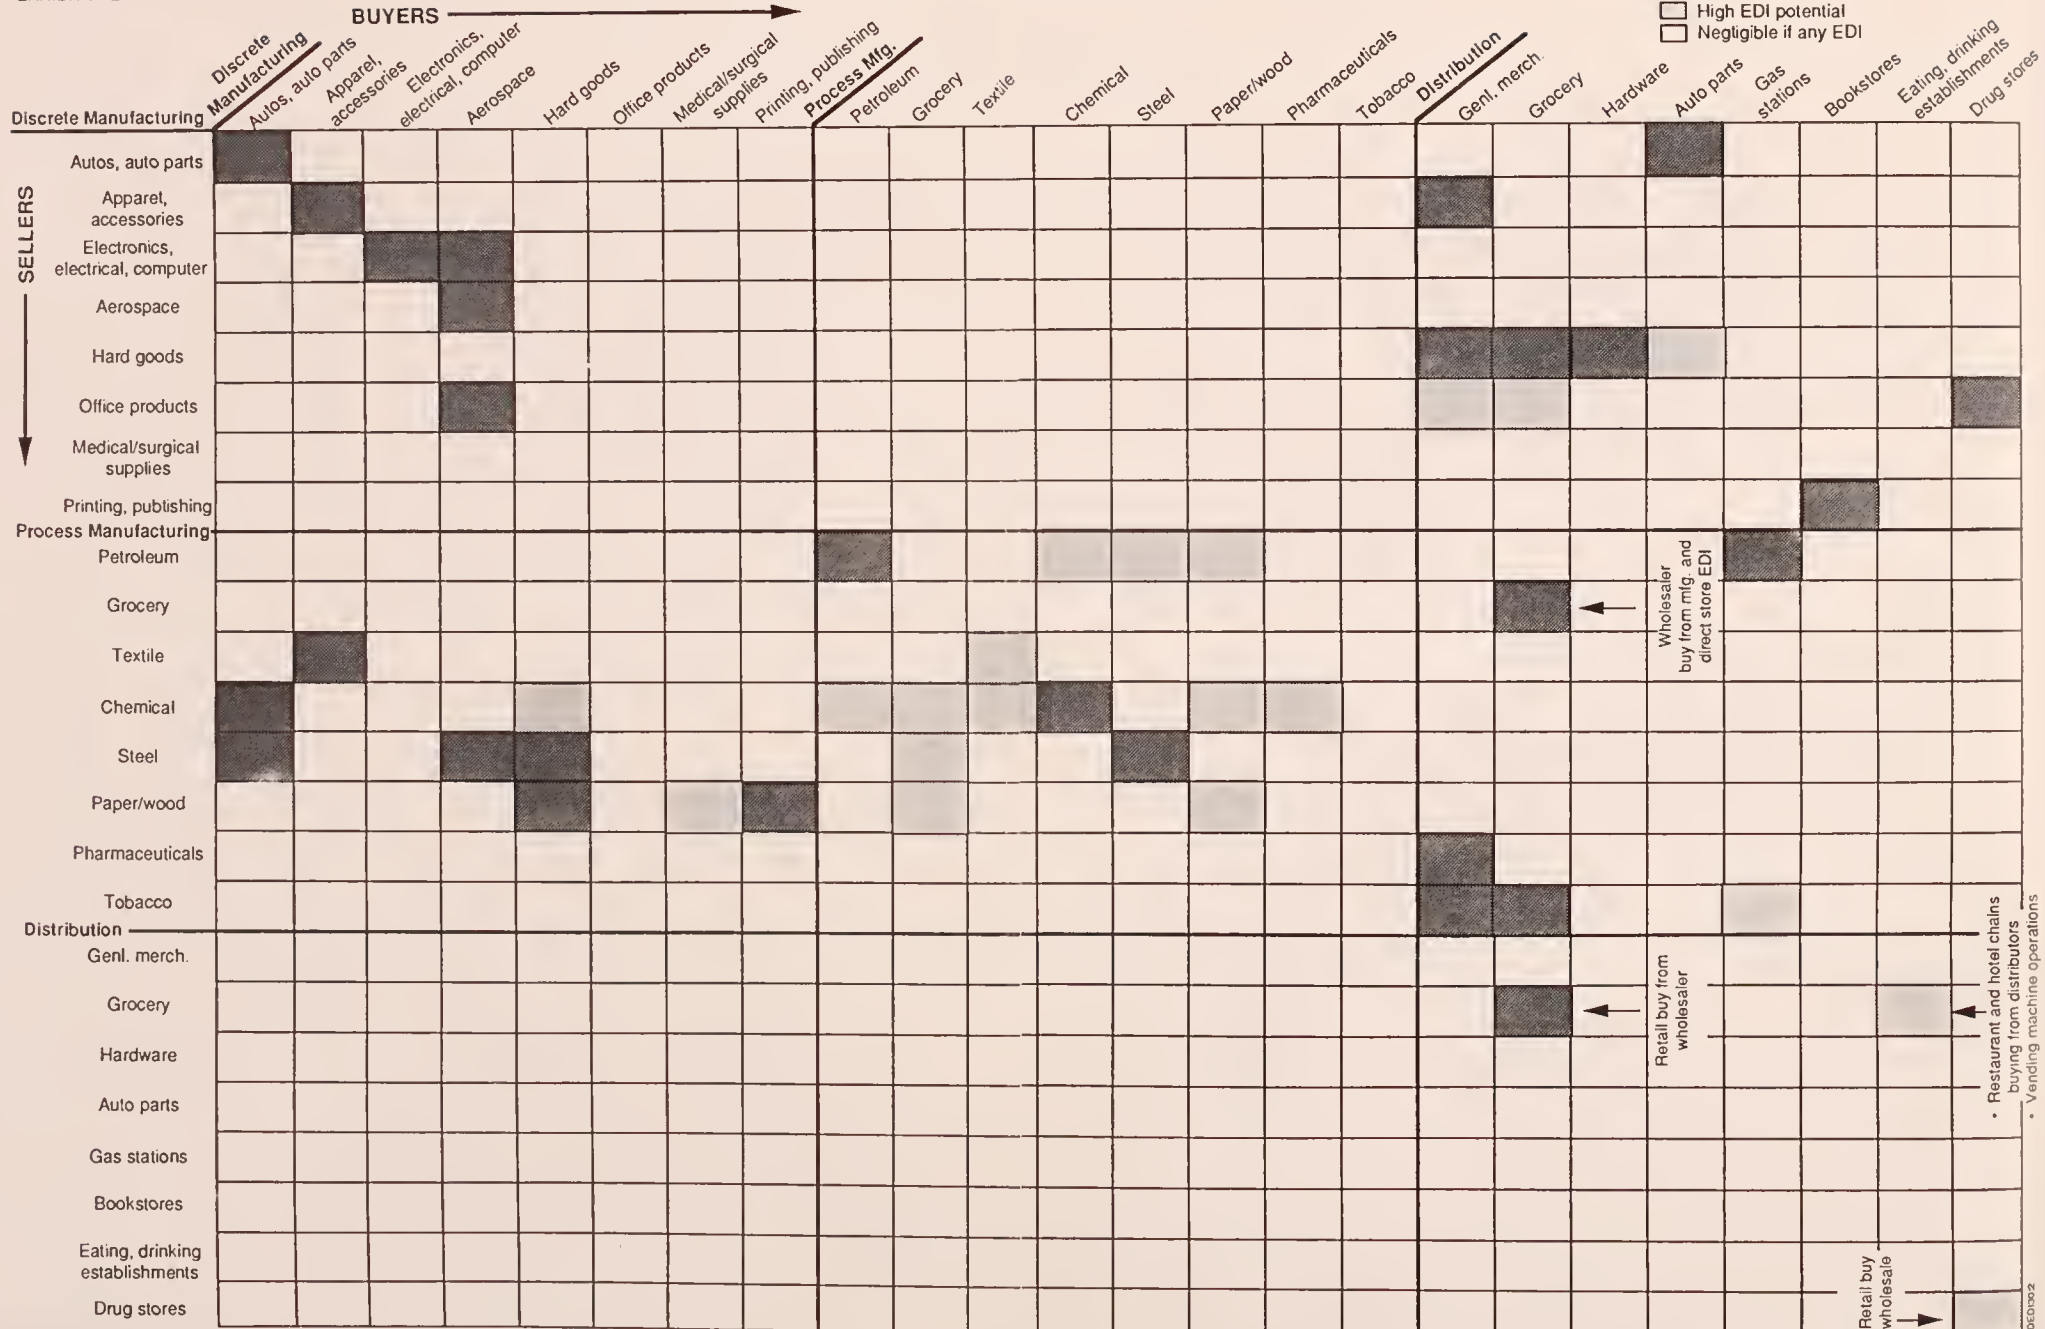 BUYERS
High EDI potential
Negligible if any EDI
Discrete
Manufacturing
Autos, auto parts
Apparel,
accessories
Electronics,
electrical, computer
Aerospace
Hard goods
Office products
Medical/surgical
supplies
Printing, publishing
Process Mfg.
Petroleum
Grocery
Textile
Chemical
Steel
Paper/wood
Pharmaceuticals
Tobacco
Distribution
Genl. merch.
Grocery
Hardware
Auto parts
Gas
stations
Bookstores
Eating, drinking
establishments
Drug stores
SELLERS
Discrete Manufacturing
Autos, auto parts
Apparel,
accessories
Electronics,
electrical, computer
Aerospace
Hard goods
Office products
Medical/surgical
supplies
Printing, publishing
Process Manufacturing
Petroleum
Grocery
Textile
Chemical
Steel
Paper/wood
Pharmaceuticals
Tobacco
Distribution
Genl. merch.
Grocery
Hardware
Auto parts
Gas stations
Bookstores
Eating, drinking
establishments
Drug stores
Wholesaler
buy from mfg. and
direct store EDI
Retail buy from
wholesaler
• Restaurant and hotel chains
buying from distributors
• Vending machine operations
Retail buy
wholesale